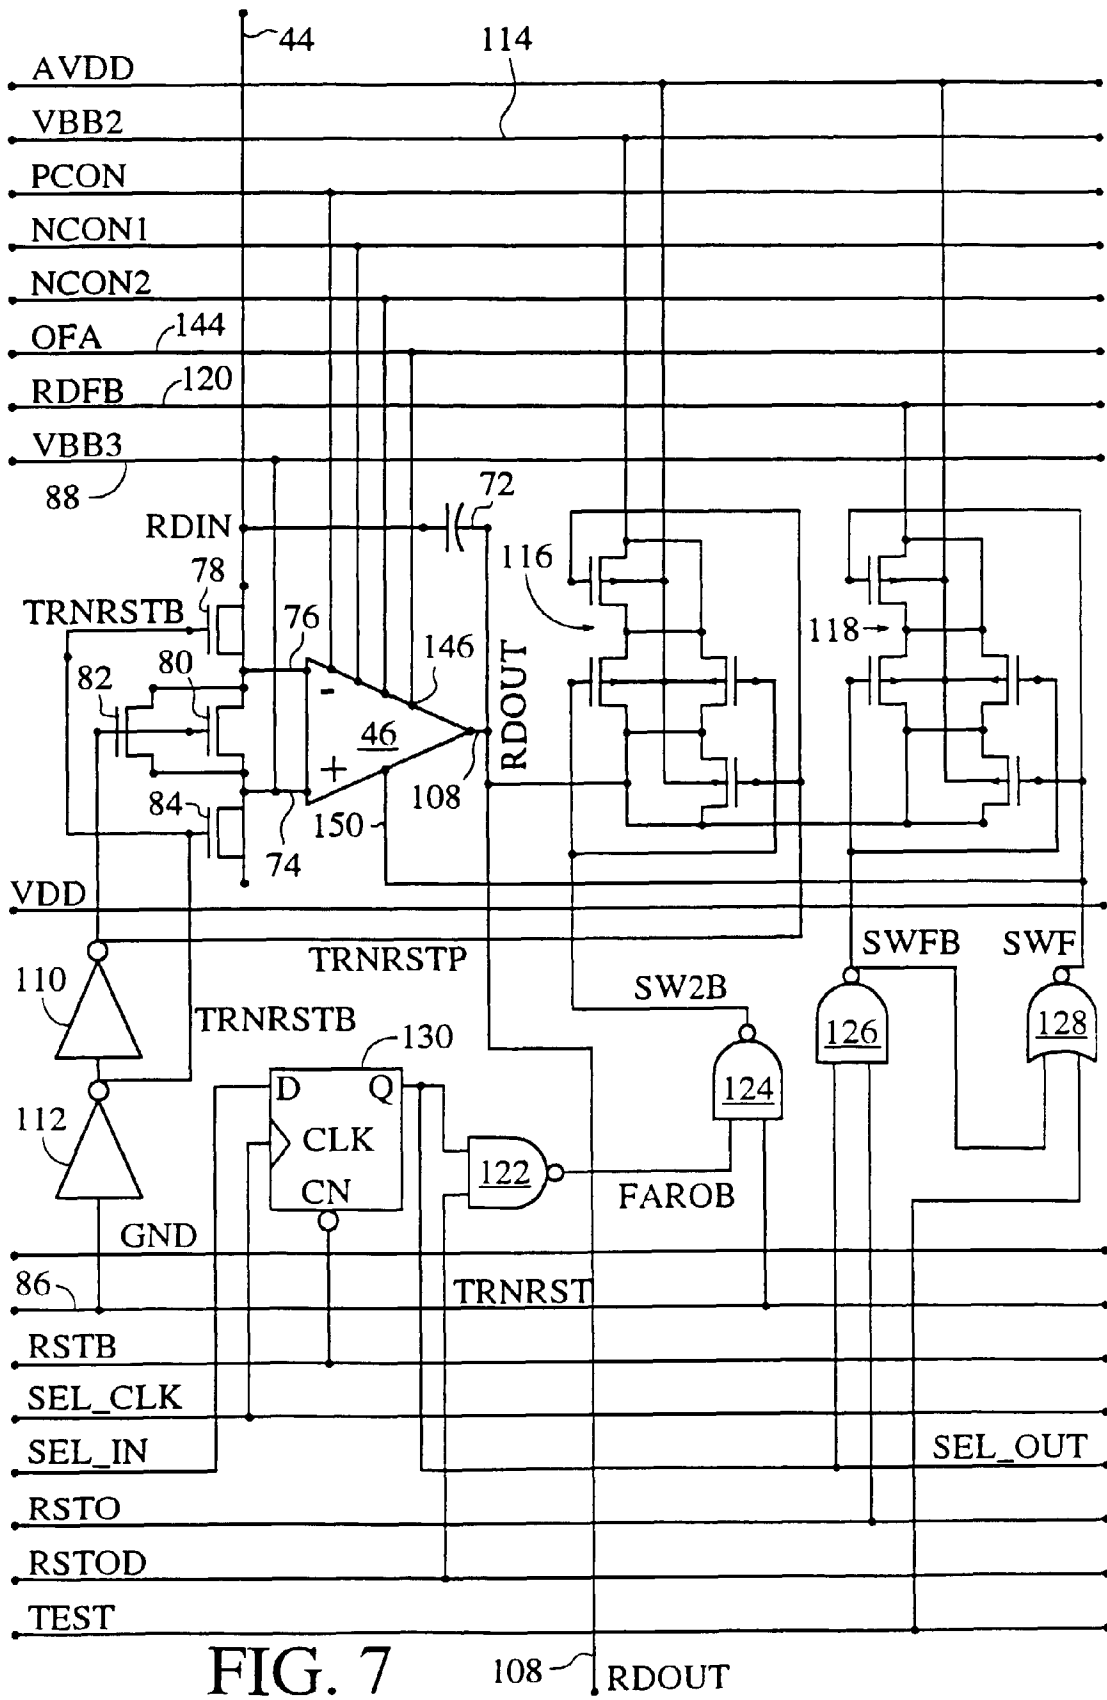 44
114
AVDD
VBB2
PCON
NCON1
NCON2
OFA 144
RDFB 120
VBB3
88
72
RDIN
78
116
TRNRSTB
76
118
82 80
-
146
RDOUT
46
+
84
108
150
74
VDD
TRNRSTP
SWFB SWF
110
SW2B
TRNRSTB
130
126 128
D Q
124
112
CLK
122
CN
FAROB
GND
86
TRNRST
RSTB
SEL_CLK
SEL_IN
SEL_OUT
RSTO
RSTOD
TEST
FIG. 7
108 RDOUT